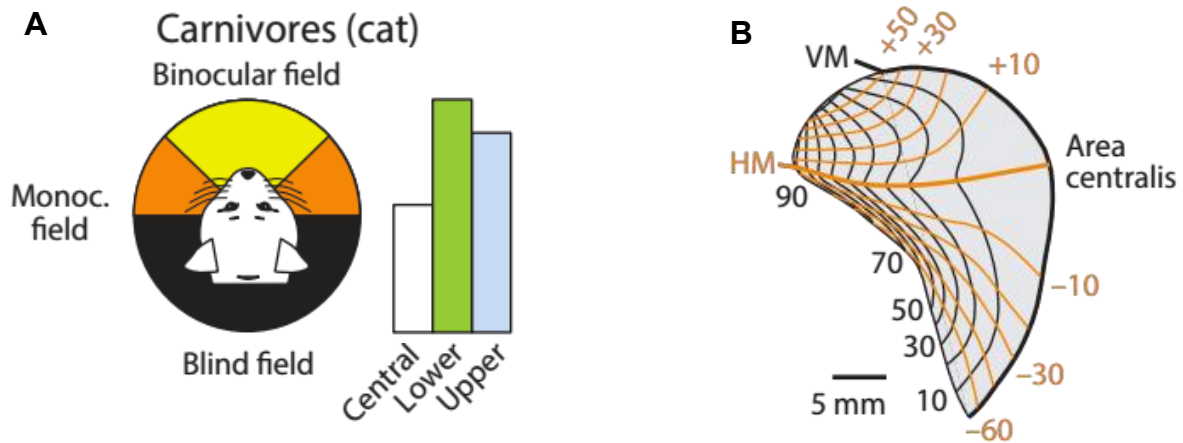 A
Carnivores (cat)
Binocular field
Monoc.
field
Blind field
Central
Lower
Upper
B
VM
+50
+30
+10
HM
Area
centralis
90
70
50
30
10
−10
−30
−60
5 mm